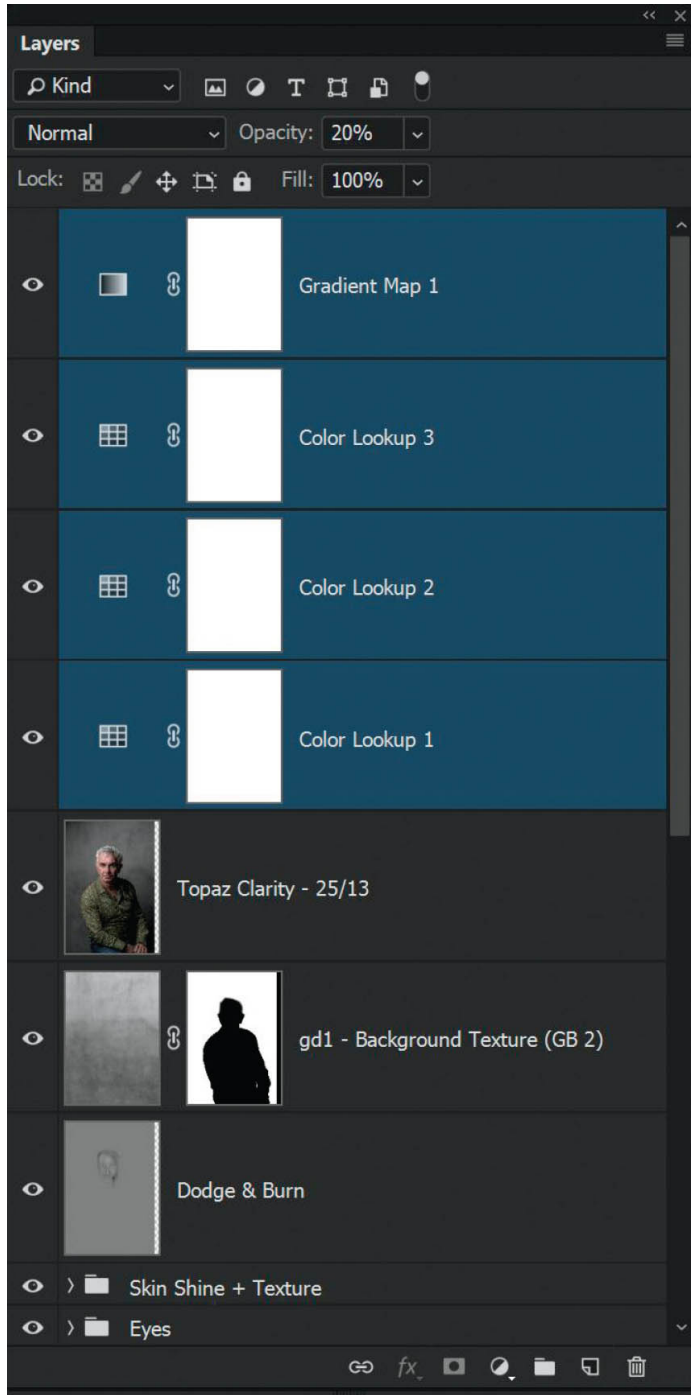 Layers
Kind
Normal Opacity: 20%
Lock: Fill: 100%
Gradient Map 1
Color Lookup 3
Color Lookup 2
Color Lookup 1
Topaz Clarity - 25/13
gd1 - Background Texture (GB 2)
Dodge & Burn
Skin Shine + Texture
Eyes
fx